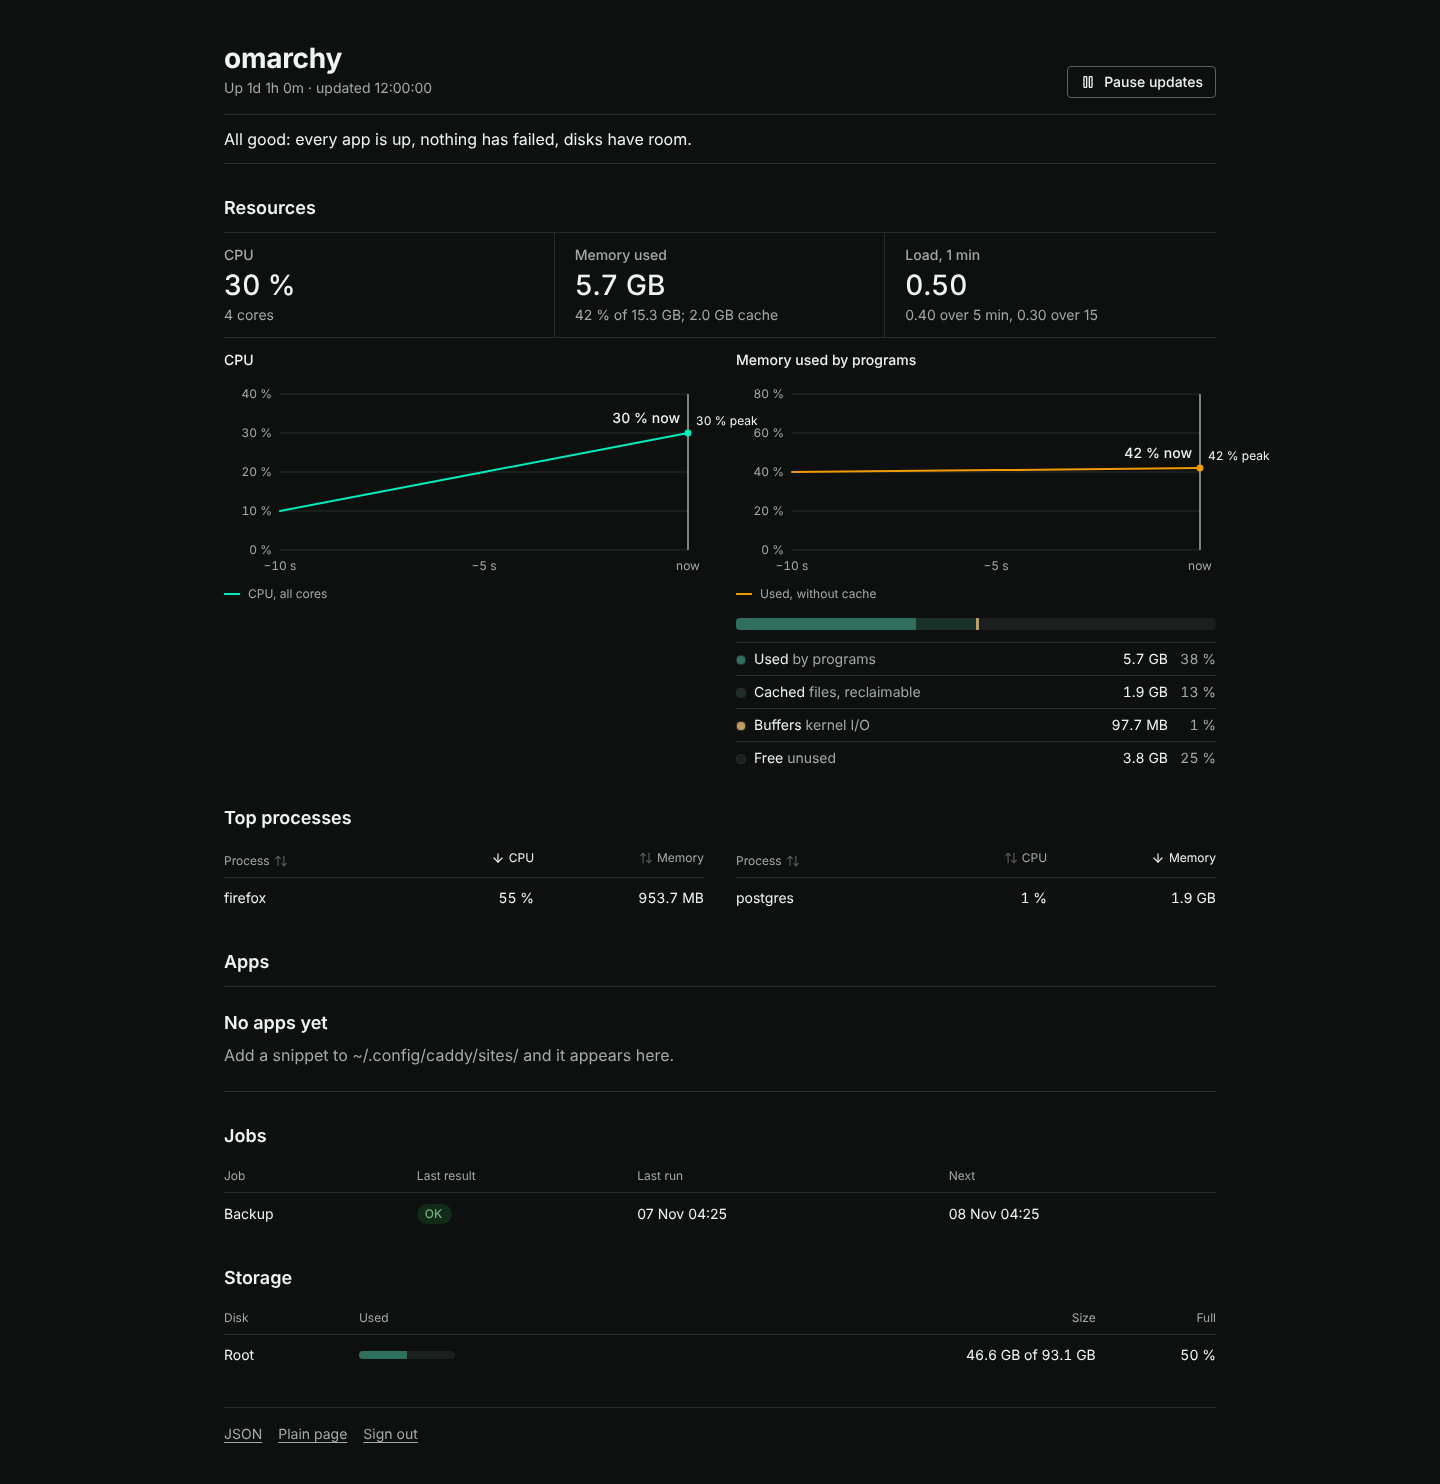 omarchy
Up 1d 1h 0m · updated 12:00:00
Pause updates
All good: every app is up, nothing has failed, disks have room.
Resources
CPU
30 %
4 cores
Memory used
5.7 GB
42 % of 15.3 GB; 2.0 GB cache
Load, 1 min
0.50
0.40 over 5 min, 0.30 over 15
CPU
40 %
30 %
20 %
10 %
0 %
30 % now
30 % peak
−10 s
−5 s
now
CPU, all cores
Memory used by programs
80 %
60 %
40 %
20 %
0 %
42 % now
42 % peak
−10 s
−5 s
now
Used, without cache
Used by programs 5.7 GB 38 %
Cached files, reclaimable 1.9 GB 13 %
Buffers kernel I/O 97.7 MB 1 %
Free unused 3.8 GB 25 %
Top processes
Process CPU Memory
firefox 55 % 953.7 MB
Process CPU Memory
postgres 1 % 1.9 GB
Apps
No apps yet
Add a snippet to ~/.config/caddy/sites/ and it appears here.
Jobs
Job Last result Last run Next
Backup OK 07 Nov 04:25 08 Nov 04:25
Storage
Disk Used Size Full
Root 46.6 GB of 93.1 GB 50 %
JSON Plain page Sign out